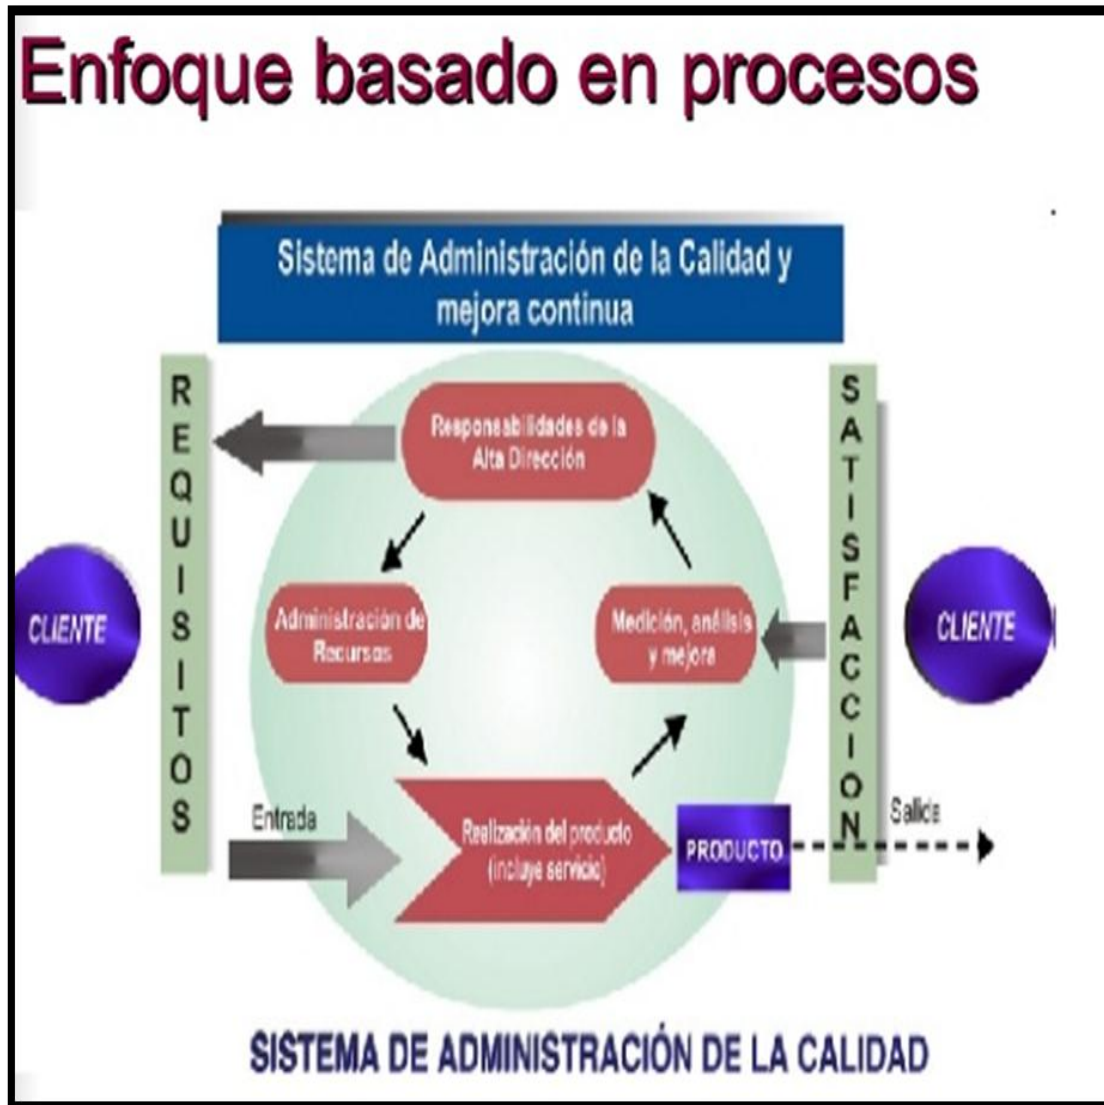 Enfoque basado en procesos
Sistema de Administración de la Calidad y
mejora continua
REQUISITOS
Responsabilidades de la
Alta Dirección
SATISFACCION
CLIENTE
Administración de
Recursos
Medición, análisis
y mejora
CLIENTE
Entrada
Realización del producto
(incluye servicio)
PRODUCTO
Salida
SISTEMA DE ADMINISTRACIÓN DE LA CALIDAD